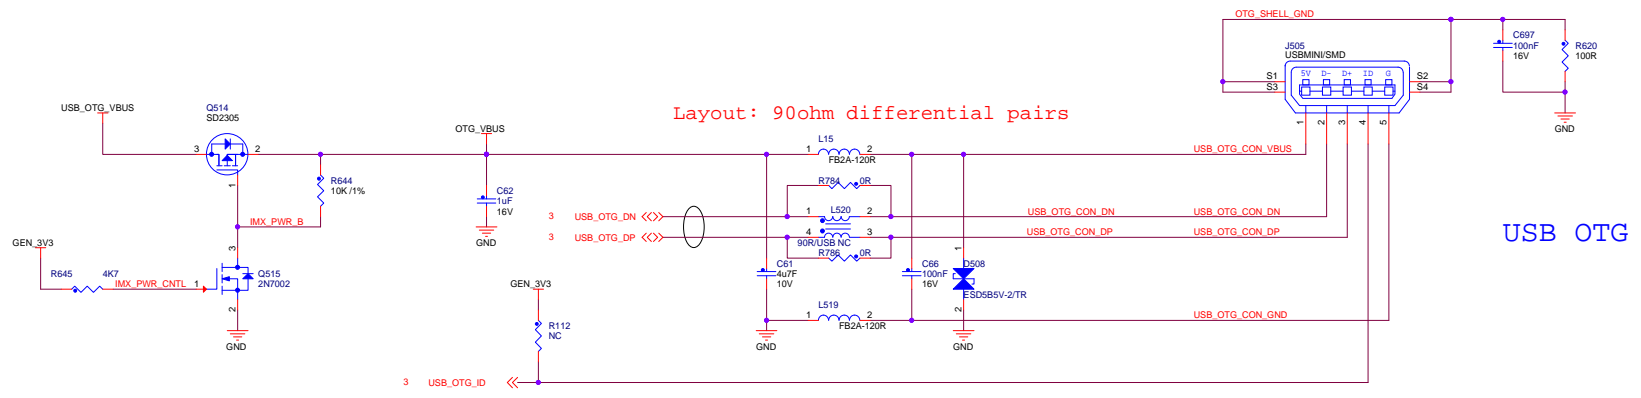 OTG_SHELL_GND
J505
USBMINI/SMD
5V D- D+ ID G
S1
S3
S2
S4
1 2 3 4 5
C697
100nF
16V
R620
100R
GND
USB_OTG_VBUS
Q514
SD2305
3
2
1
R644
10K /1%
IMX_PWR_B
GEN_3V3
R645
4K7
IMX_PWR_CNTL
1
3
Q515
2N7002
2
GND
OTG_VBUS
C62
1uF
16V
GND
Layout: 90ohm differential pairs
L15
1
2
FB2A-120R
USB_OTG_CON_VBUS
R784
0R
3 USB_OTG_DN
1
L520
2
USB_OTG_CON_DN
USB_OTG_CON_DN
3 USB_OTG_DP
4
3
USB_OTG_CON_DP
USB_OTG_CON_DP
90R/USB NC
R786
0R
C61
4u7F
10V
C66
100nF
16V
1
D508
ESD5B5V-2/TR
2
L519
1
2
FB2A-120R
USB_OTG_CON_GND
GND
GND
GEN_3V3
R112
NC
3 USB_OTG_ID
USB OTG